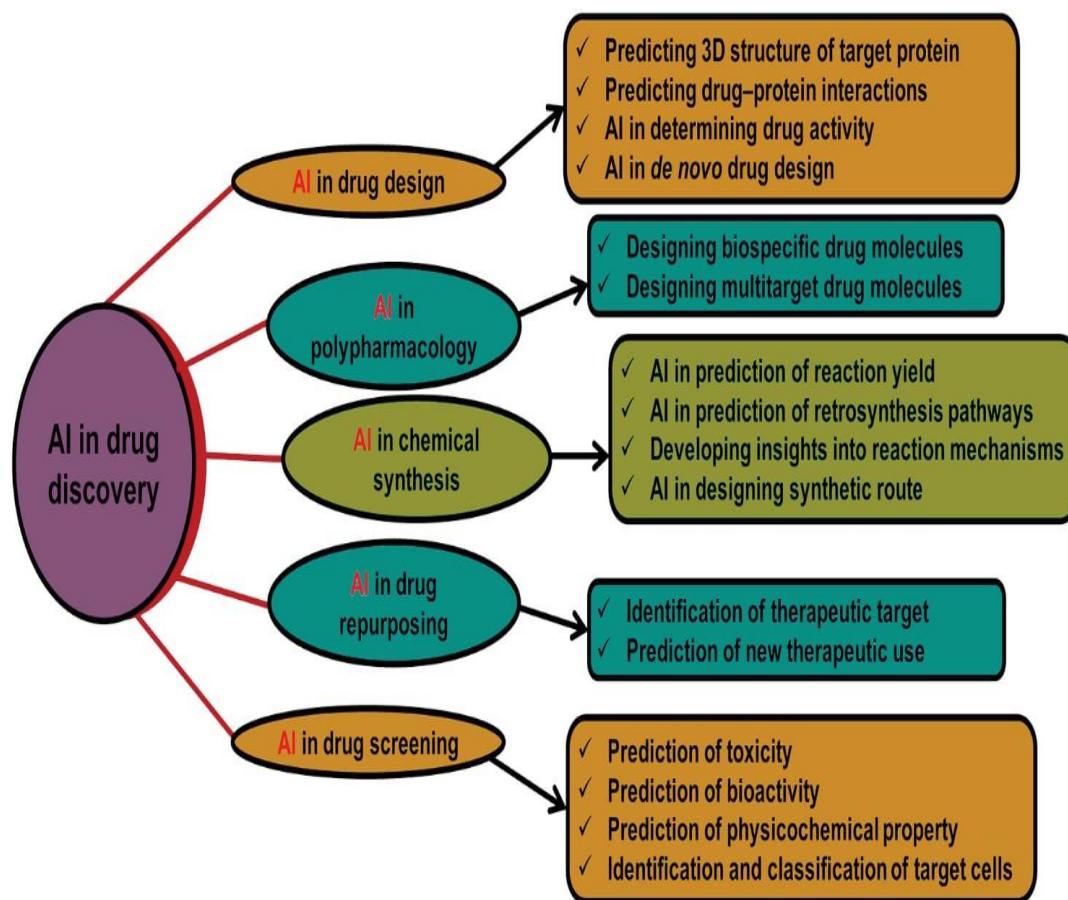 AI in drug
discovery
AI in drug design
✓ Predicting 3D structure of target protein
✓ Predicting drug–protein interactions
✓ AI in determining drug activity
✓ AI in de novo drug design
AI in
polypharmacology
✓ Designing biospecific drug molecules
✓ Designing multitarget drug molecules
AI in chemical
synthesis
✓ AI in prediction of reaction yield
✓ AI in prediction of retrosynthesis pathways
✓ Developing insights into reaction mechanisms
✓ AI in designing synthetic route
AI in drug
repurposing
✓ Identification of therapeutic target
✓ Prediction of new therapeutic use
AI in drug screening
✓ Prediction of toxicity
✓ Prediction of bioactivity
✓ Prediction of physicochemical property
✓ Identification and classification of target cells